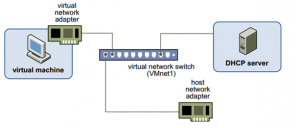 virtual
network
adapter
virtual machine
virtual network switch
(VMnet1)
DHCP server
host
network
adapter